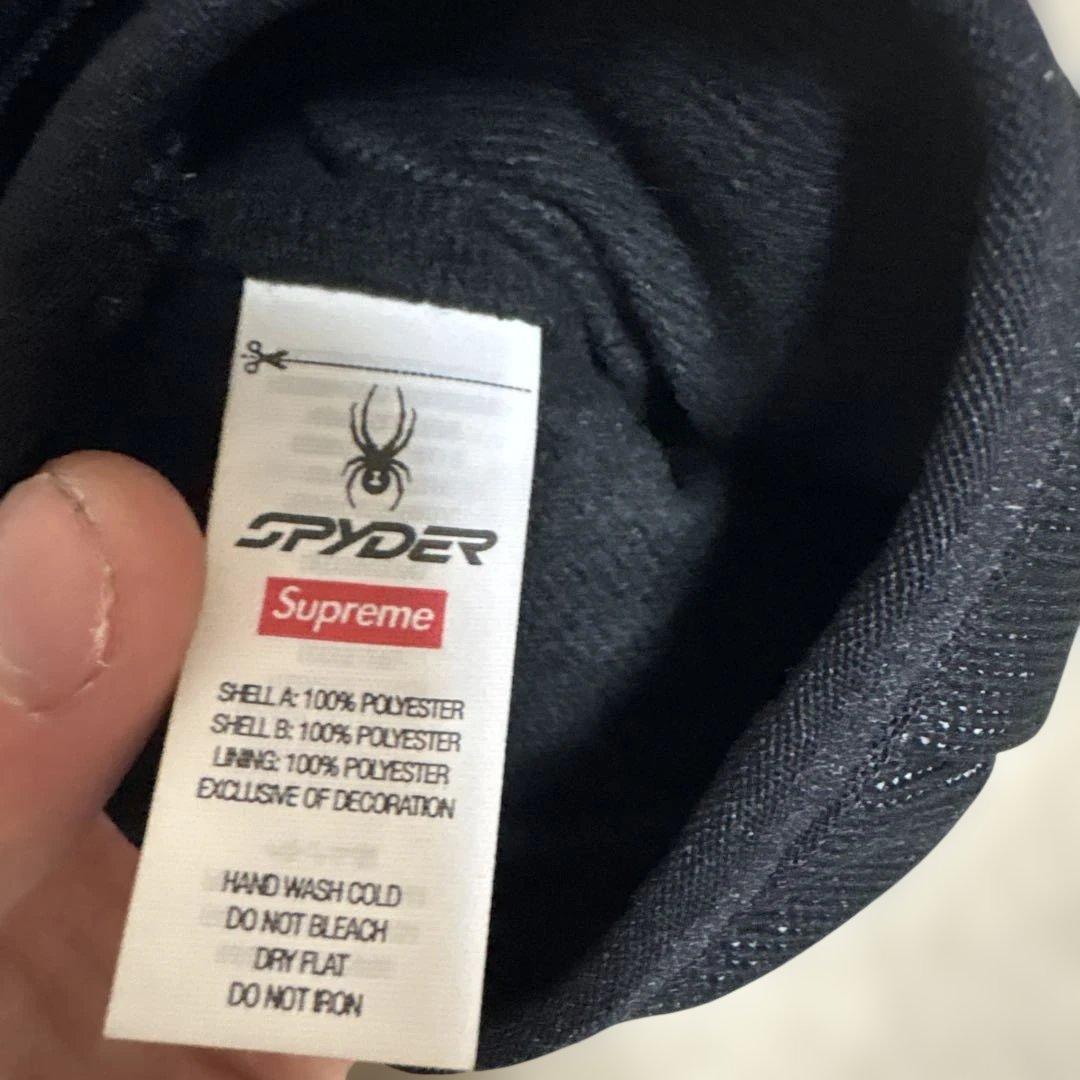 SPYDER
Supreme
SHELL A: 100% POLYESTER
SHELL B: 100% POLYESTER
LINING: 100% POLYESTER
EXCLUSIVE OF DECORATION
HAND WASH COLD
DO NOT BLEACH
DRY FLAT
DO NOT IRON